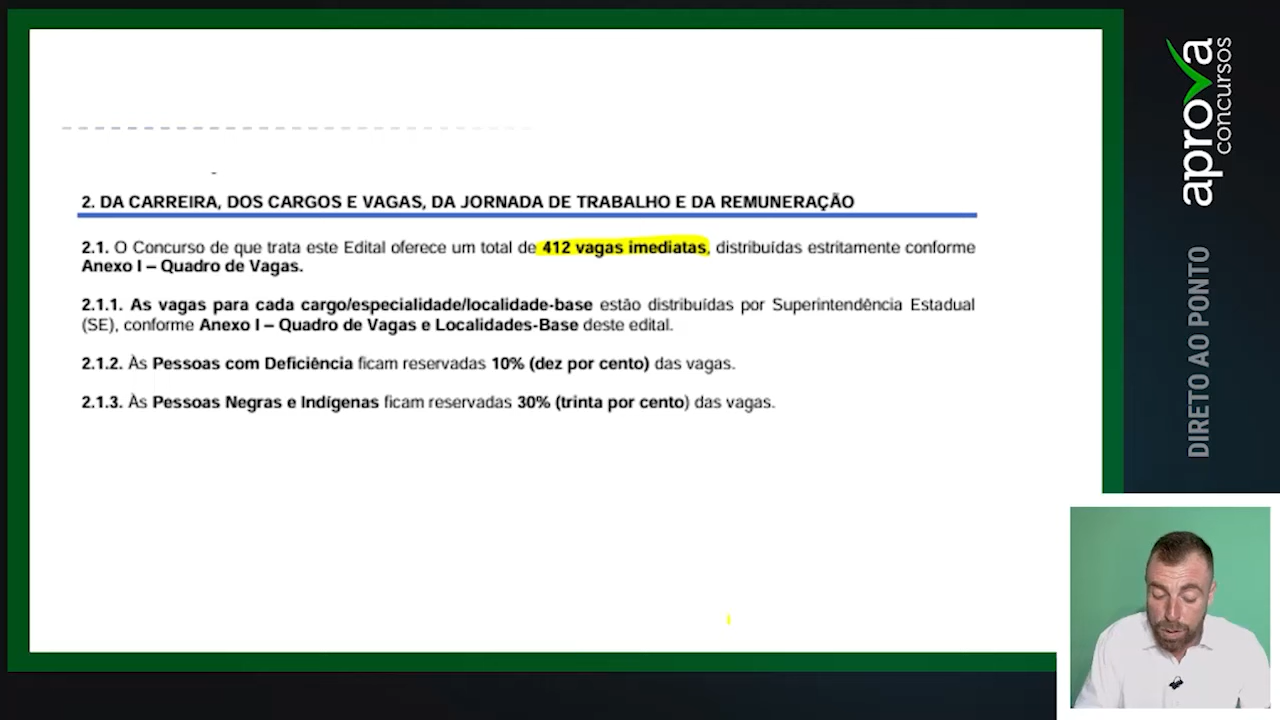 2. DA CARREIRA, DOS CARGOS E VAGAS, DA JORNADA DE TRABALHO E DA REMUNERAÇÃO
2.1. O Concurso de que trata este Edital oferece um total de 412 vagas imediatas, distribuídas estritamente conforme
Anexo I – Quadro de Vagas.
2.1.1. As vagas para cada cargo/especialidade/localidade-base estão distribuídas por Superintendência Estadual
(SE), conforme Anexo I – Quadro de Vagas e Localidades-Base deste edital.
2.1.2. Às Pessoas com Deficiência ficam reservadas 10% (dez por cento) das vagas.
2.1.3. Às Pessoas Negras e Indígenas ficam reservadas 30% (trinta por cento) das vagas.
aprova
concursos
DIRETO AO PONTO